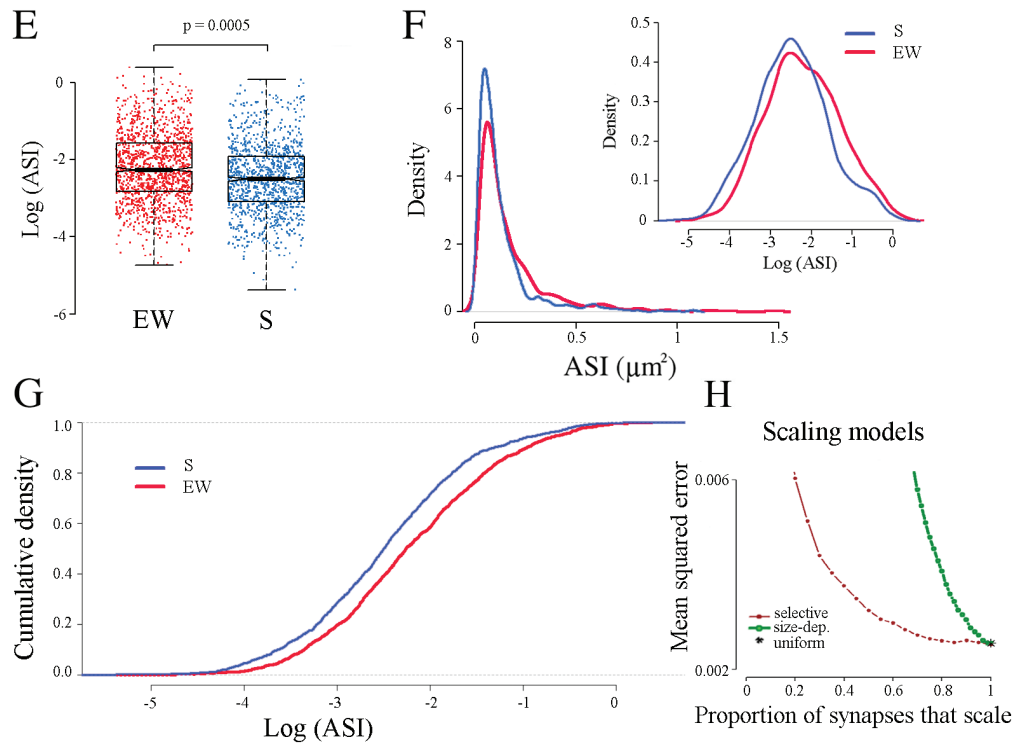 E
p = 0.0005
Log (ASI)
0
-2
-4
-6
EW
S
F
Density
8
6
4
2
0
0
0.5
1
1.5
ASI (μm²)
Density
0.5
0.4
0.3
0.2
0.1
0
-5
-4
-3
-2
-1
0
Log (ASI)
S
EW
G
Cumulative density
1.0
0.8
0.6
0.4
0.2
0.0
S
EW
-5
-4
-3
-2
-1
0
Log (ASI)
H
Scaling models
Mean squared error
0.006
0.002
selective
size-dep.
uniform
0
0.2
0.4
0.6
0.8
1
Proportion of synapses that scale